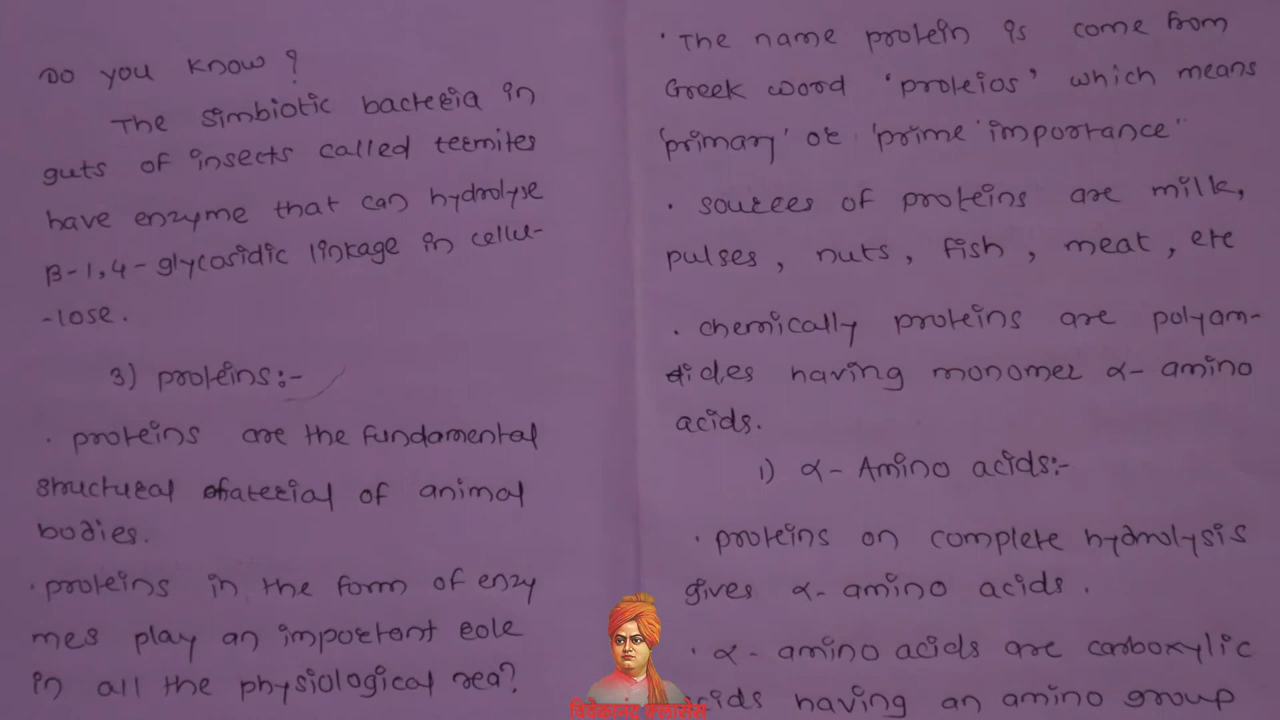 Do you know ?
The simbiotic bacteria in
guts of insects called termites
have enzyme that can hydrolyse
β-1,4-glycosidic linkage in cellu-
-lose.
3) proteins:-
· proteins are the fundamental
structural material of animal
bodies.
· proteins in the form of enzy
mes play an important role
in all the physiological rea?
· The name protein is come from
Greek word 'proteios' which means
'primary' or 'prime importance"
· sources of proteins are milk,
pulses, nuts, fish, meat, etc
· chemically proteins are polyam-
ides having monomer α- amino
acids.
1) α- Amino acids:-
· proteins on complete hydrolysis
gives α- amino acids.
· α- amino acids are carboxylic
acids having an amino group
विवेकानंद क्लासेस